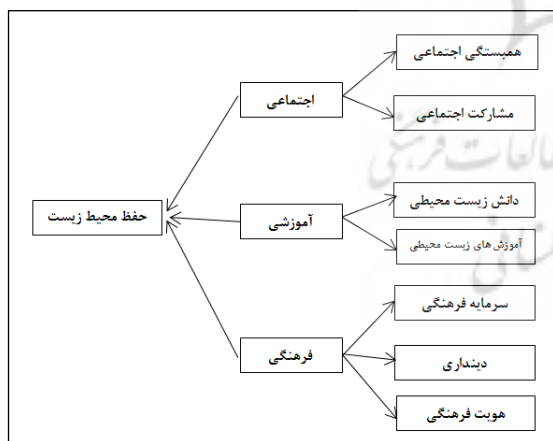 همبستگی اجتماعی
اجتماعی
مشارکت اجتماعی
دانش زیست محیطی
حفظ محیط زیست
آموزشی
آموزش های زیست محیطی
سرمایه فرهنگی
فرهنگی
دینداری
هویت فرهنگی